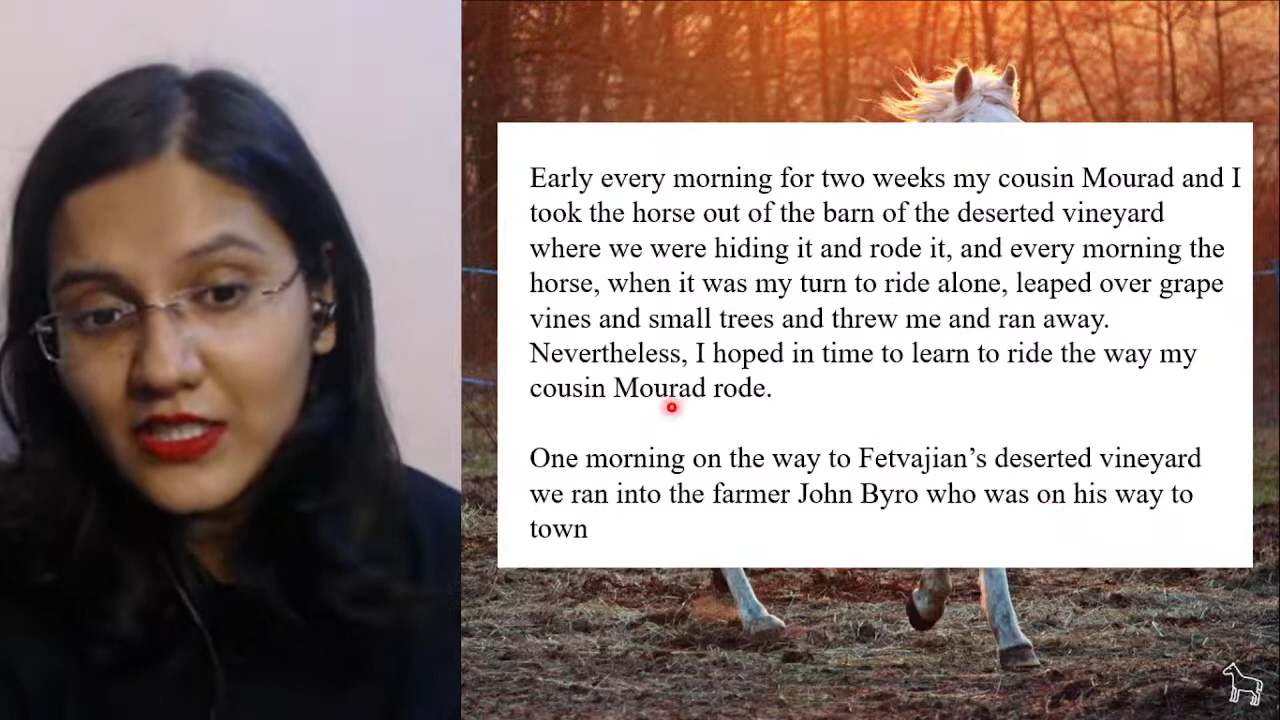 Early every morning for two weeks my cousin Mourad and I
took the horse out of the barn of the deserted vineyard
where we were hiding it and rode it, and every morning the
horse, when it was my turn to ride alone, leaped over grape
vines and small trees and threw me and ran away.
Nevertheless, I hoped in time to learn to ride the way my
cousin Mourad rode.
One morning on the way to Fetvajian’s deserted vineyard
we ran into the farmer John Byro who was on his way to
town